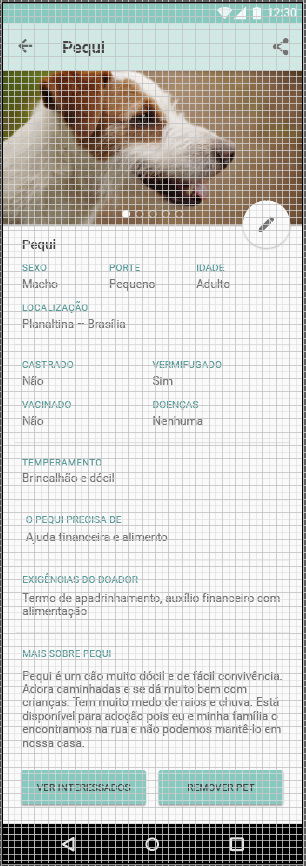 12:30
Pequi
Pequi
SEXO PORTE IDADE
Macho Pequeno Adulto
LOCALIZAÇÃO
Planaltina – Brasília
CASTRADO VERMIFUGADO
Não Sim
VACINADO DOENÇAS
Não Nenhuma
TEMPERAMENTO
Brincalhão e dócil
O PEQUI PRECISA DE
Ajuda financeira e alimento
EXIGÊNCIAS DO DOADOR
Termo de apadrinhamento, auxílio financeiro com
alimentação
MAIS SOBRE PEQUI
Pequi é um cão muito dócil e de fácil convivência.
Adora caminhadas e se dá muito bem com
crianças. Tem muito medo de raios e chuva. Está
disponível para adoção pois eu e minha família o
encontramos na rua e não podemos mantê-lo em
nossa casa.
VER INTERESSADOS REMOVER PET